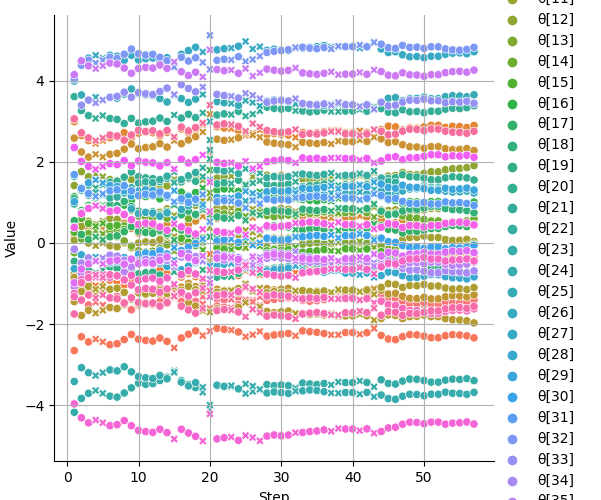 Value
4
2
0
−2
−4
0
10
20
30
40
50
Step
θ[11]
θ[12]
θ[13]
θ[14]
θ[15]
θ[16]
θ[17]
θ[18]
θ[19]
θ[20]
θ[21]
θ[22]
θ[23]
θ[24]
θ[25]
θ[26]
θ[27]
θ[28]
θ[29]
θ[30]
θ[31]
θ[32]
θ[33]
θ[34]
θ[35]